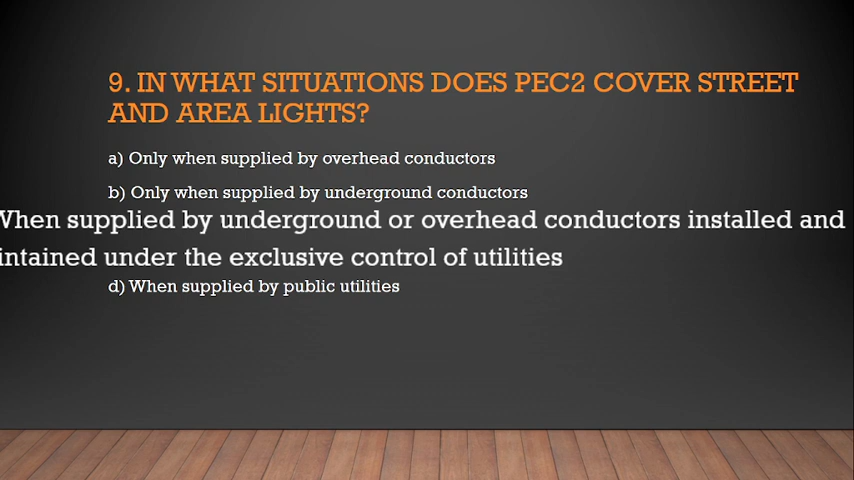 9. IN WHAT SITUATIONS DOES PEC2 COVER STREET
AND AREA LIGHTS?
a) Only when supplied by overhead conductors
b) Only when supplied by underground conductors
When supplied by underground or overhead conductors installed and
intained under the exclusive control of utilities
d) When supplied by public utilities